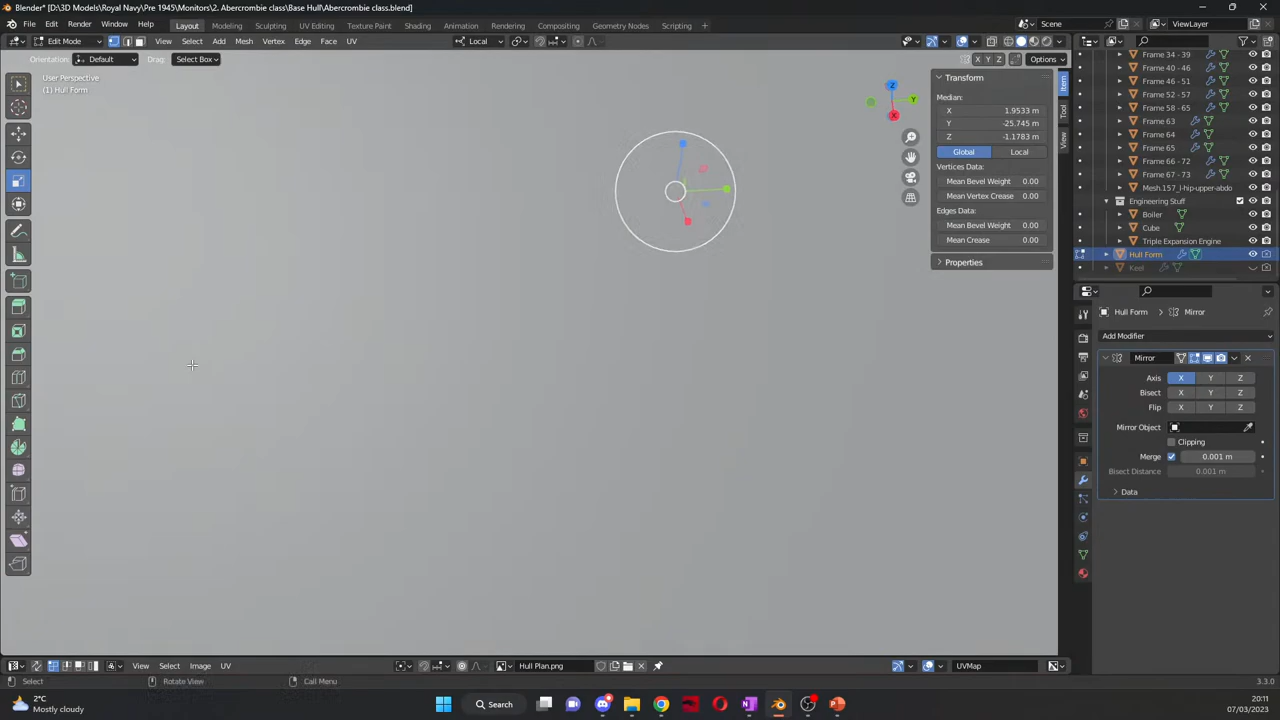 Blender* [D:\3D Models\Royal Navy\Pre 1945\Monitors\2. Abercrombie class\Base Hull\Abercrombie class.blend]
File Edit Render Window Help Layout Modeling Sculpting UV Editing Texture Paint Shading Animation Rendering Compositing Geometry Nodes Scripting + Scene ViewLayer
Edit Mode View Select Add Mesh Vertex Edge Face UV Local
Orientation: Default Drag: Select Box X Y Z Options
User Perspective
(1) Hull Form
Z
Y
X
Transform
Median:
X 1.9533 m
Y -25.745 m
Z -1.1783 m
Global Local
Vertices Data:
Mean Bevel Weight 0.00
Mean Vertex Crease 0.00
Edges Data:
Mean Bevel Weight 0.00
Mean Crease 0.00
Properties
Item
Tool
View
Frame 34 - 39
Frame 40 - 46
Frame 46 - 51
Frame 52 - 57
Frame 58 - 65
Frame 63
Frame 64
Frame 65
Frame 66 - 72
Frame 67 - 73
Mesh.157_l-hip-upper-abdo
Engineering Stuff
Boiler
Cube
Triple Expansion Engine
Hull Form
Keel
Hull Form > Mirror
Add Modifier
Mirror
Axis X Y Z
Bisect X Y Z
Flip X Y Z
Mirror Object
Clipping
Merge 0.001 m
Bisect Distance 0.001 m
Data
View Select Image UV Hull Plan.png UVMap
Select Rotate View Call Menu 3.3.0
2°C
Mostly cloudy
Search
20:11
07/03/2023